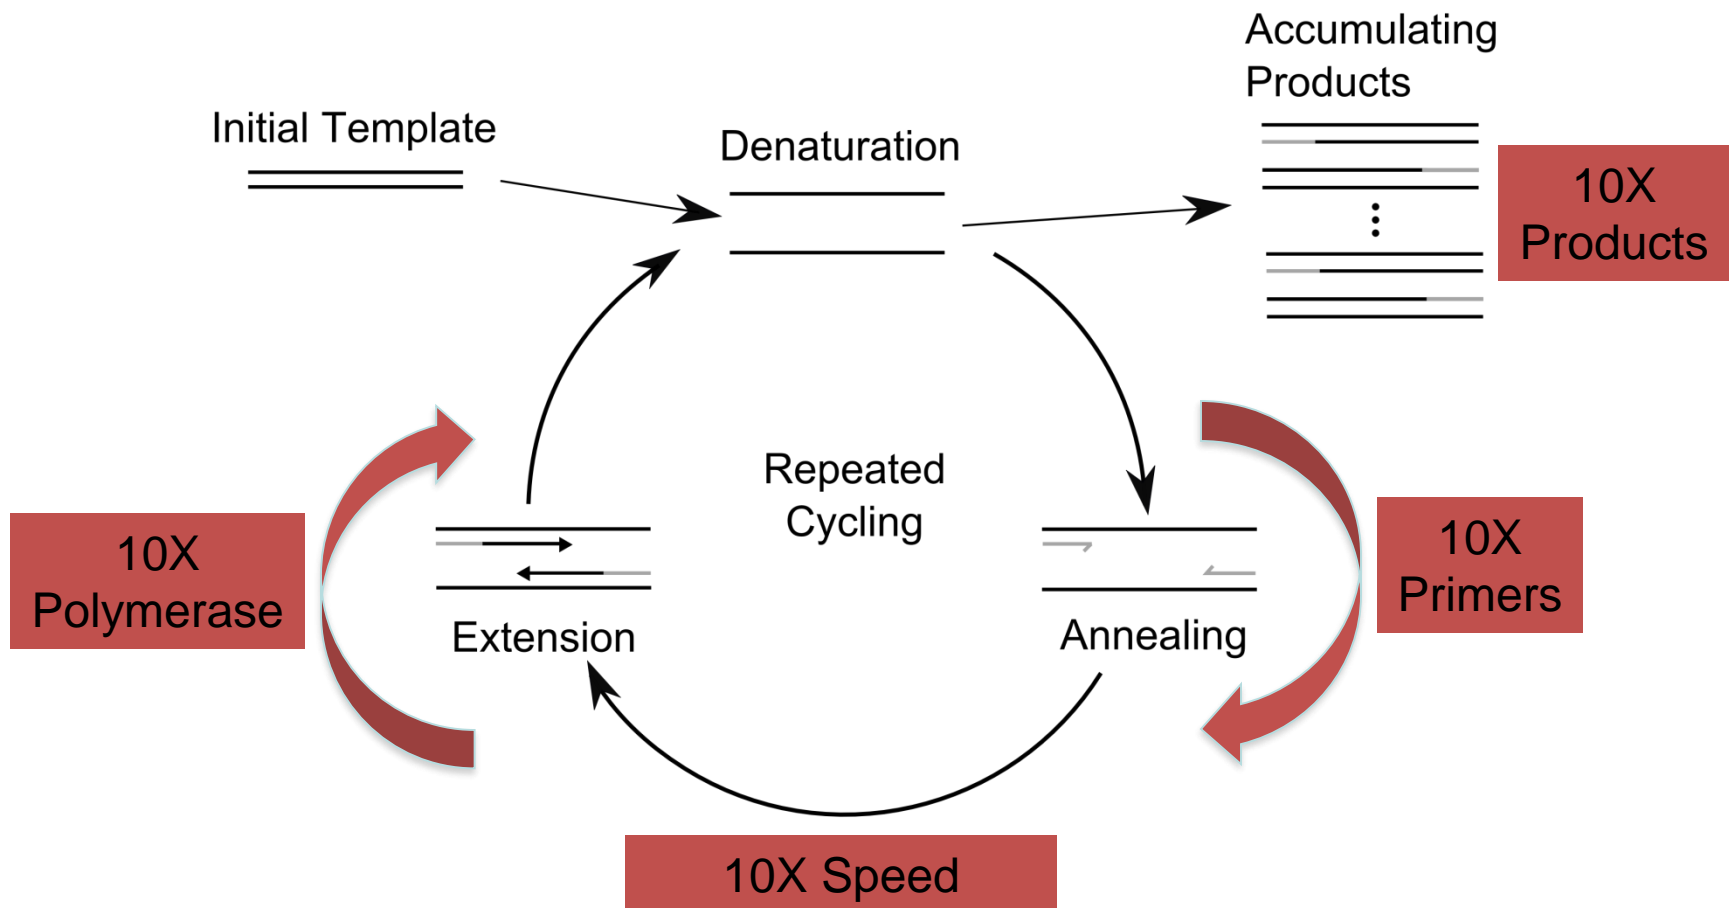 Accumulating
Products
Initial Template
Denaturation
10X
Products
Repeated
Cycling
10X
Polymerase
10X
Primers
Extension
Annealing
10X Speed